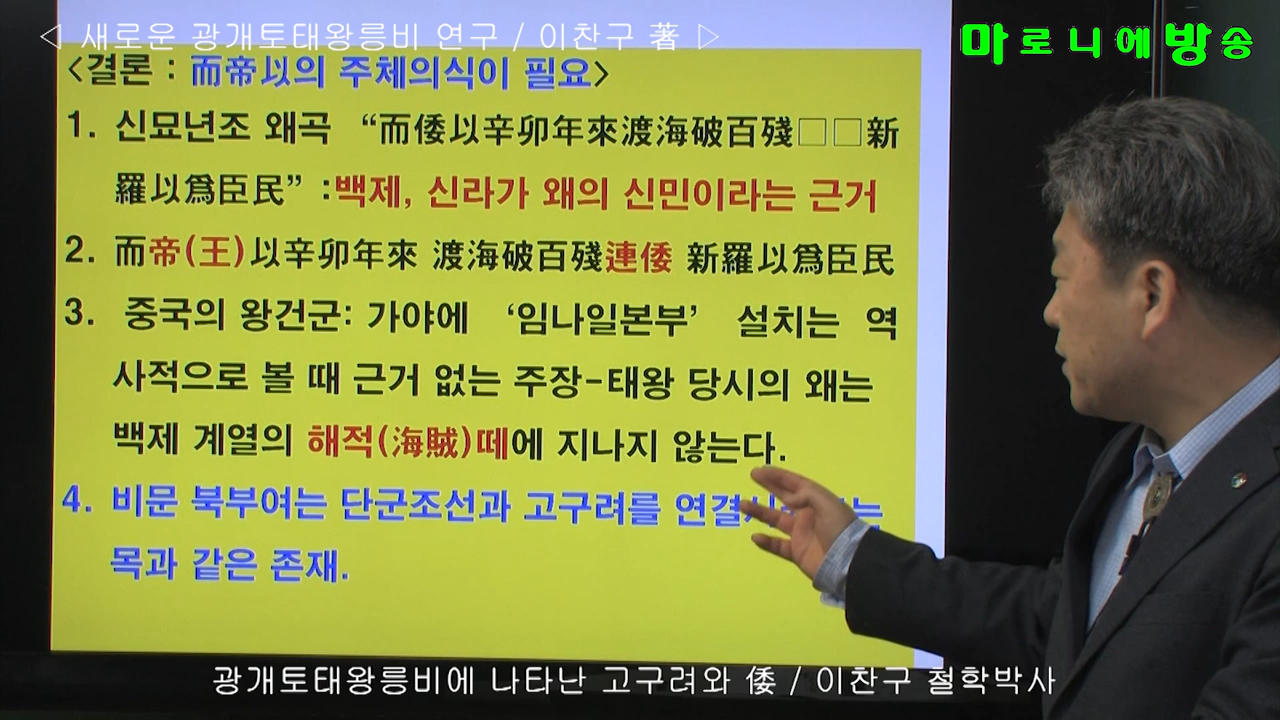 ◁ 새로운 광개토태왕릉비 연구 / 이찬구 著 ▷
마로니에방송
<결론 : 而帝以의 주체의식이 필요>
1. 신묘년조 왜곡 “而倭以辛卯年來渡海破百殘□□新
羅以爲臣民” :백제, 신라가 왜의 신민이라는 근거
2. 而帝(王)以辛卯年來 渡海破百殘連倭 新羅以爲臣民
3. 중국의 왕건군: 가야에 ‘임나일본부’ 설치는 역
사적으로 볼 때 근거 없는 주장-태왕 당시의 왜는
백제 계열의 해적(海賊)떼에 지나지 않는다.
4. 비문 북부여는 단군조선과 고구려를 는
목과 같은 존재.
광개토태왕릉비에 나타난 고구려와 倭 / 이찬구 철학박사